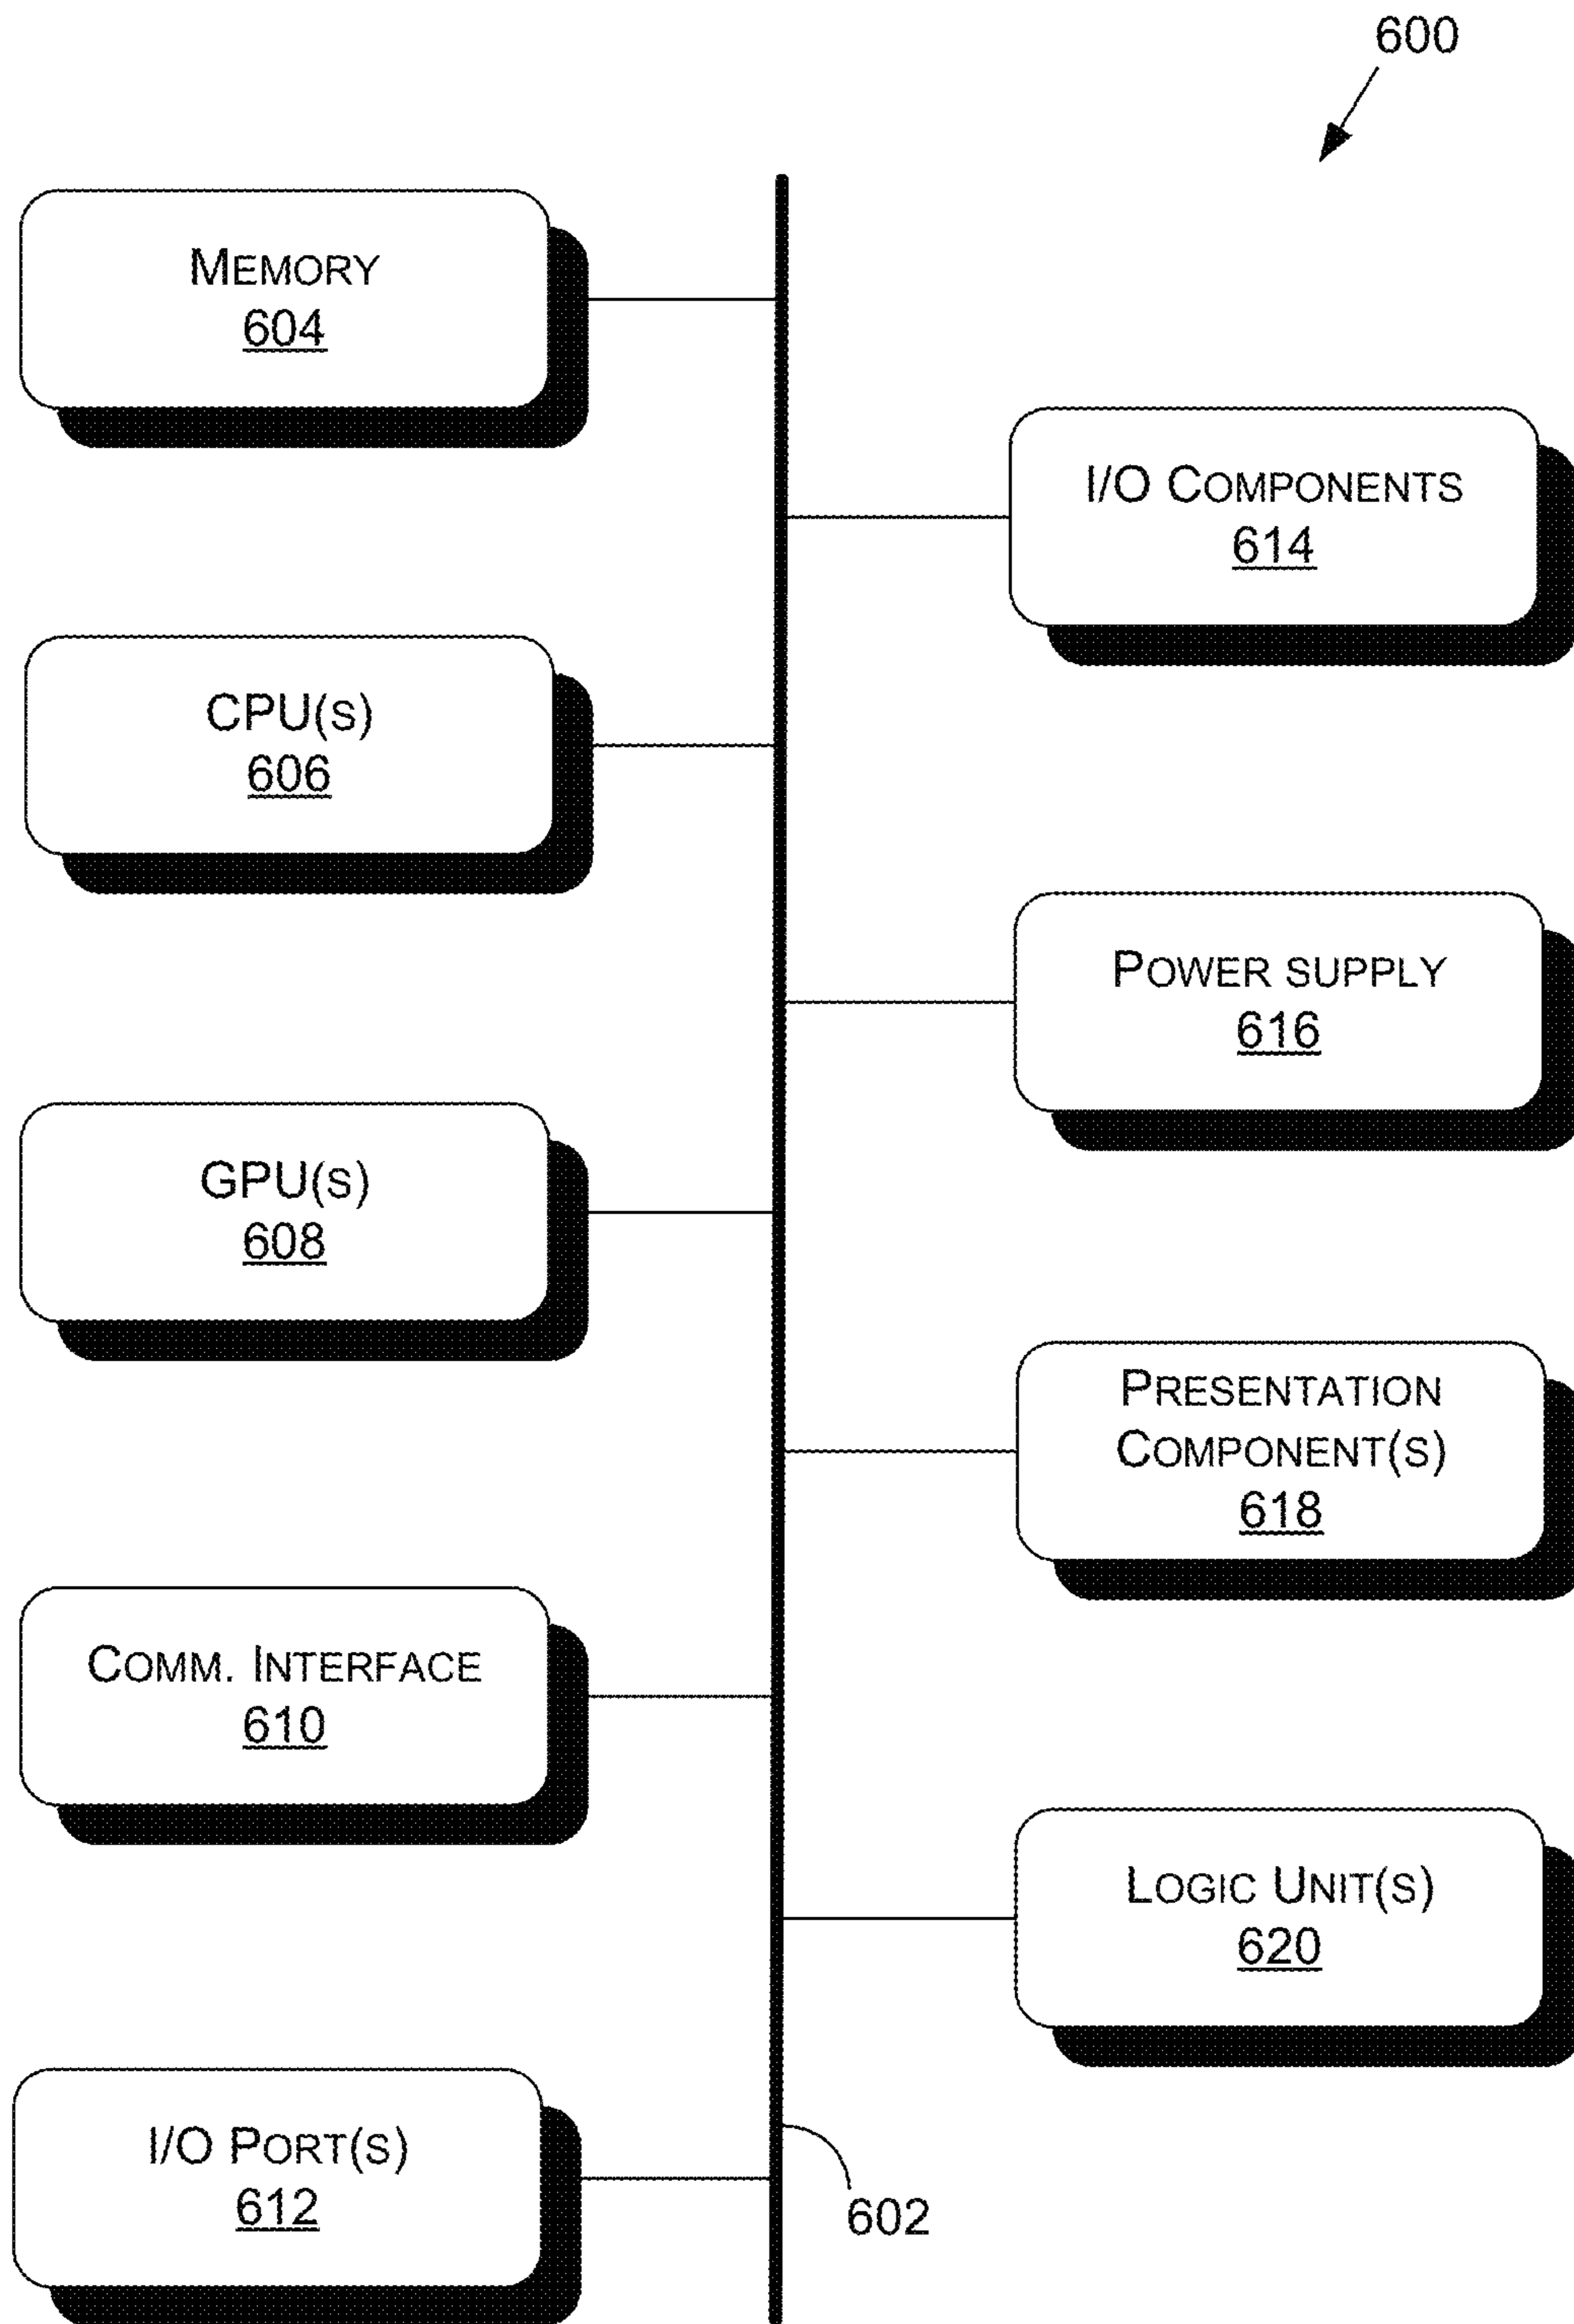 600
MEMORY
604
I/O COMPONENTS
614
CPU(S)
606
POWER SUPPLY
616
GPU(S)
608
PRESENTATION
COMPONENT(S)
618
COMM. INTERFACE
610
LOGIC UNIT(S)
620
I/O PORT(S)
612
602